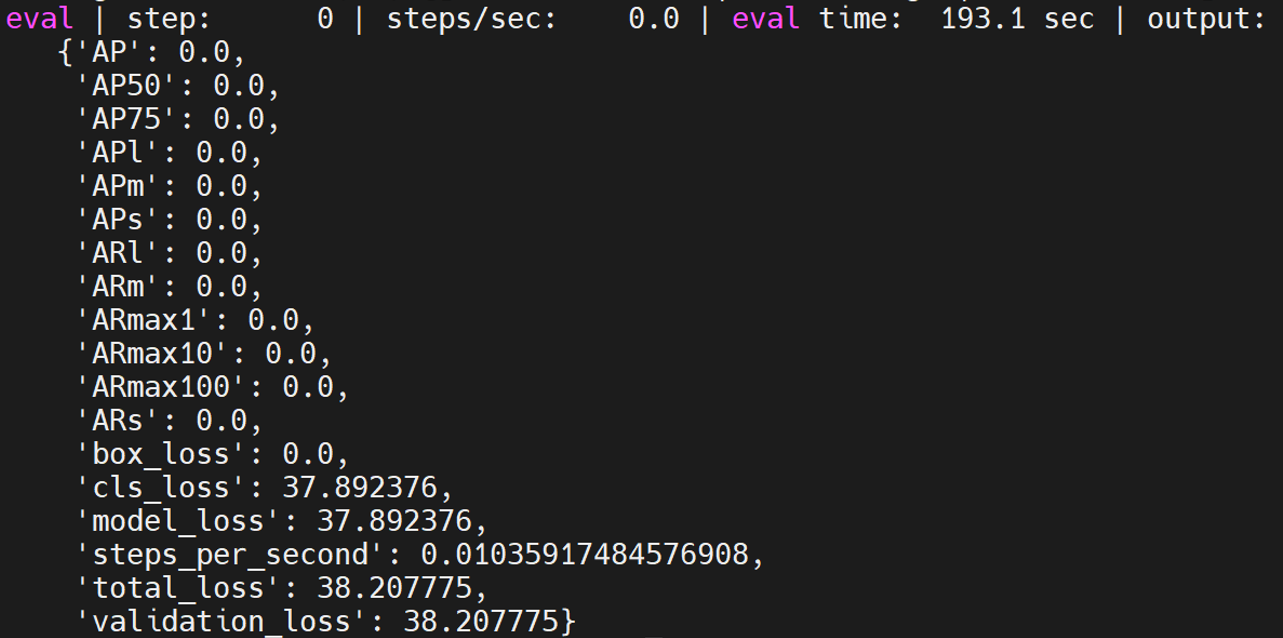 eval | step:      0 | steps/sec:    0.0 | eval time:  193.1 sec | output:
   {'AP': 0.0,
    'AP50': 0.0,
    'AP75': 0.0,
    'APl': 0.0,
    'APm': 0.0,
    'APs': 0.0,
    'ARl': 0.0,
    'ARm': 0.0,
    'ARmax1': 0.0,
    'ARmax10': 0.0,
    'ARmax100': 0.0,
    'ARs': 0.0,
    'box_loss': 0.0,
    'cls_loss': 37.892376,
    'model_loss': 37.892376,
    'steps_per_second': 0.01035917484576908,
    'total_loss': 38.207775,
    'validation_loss': 38.207775}